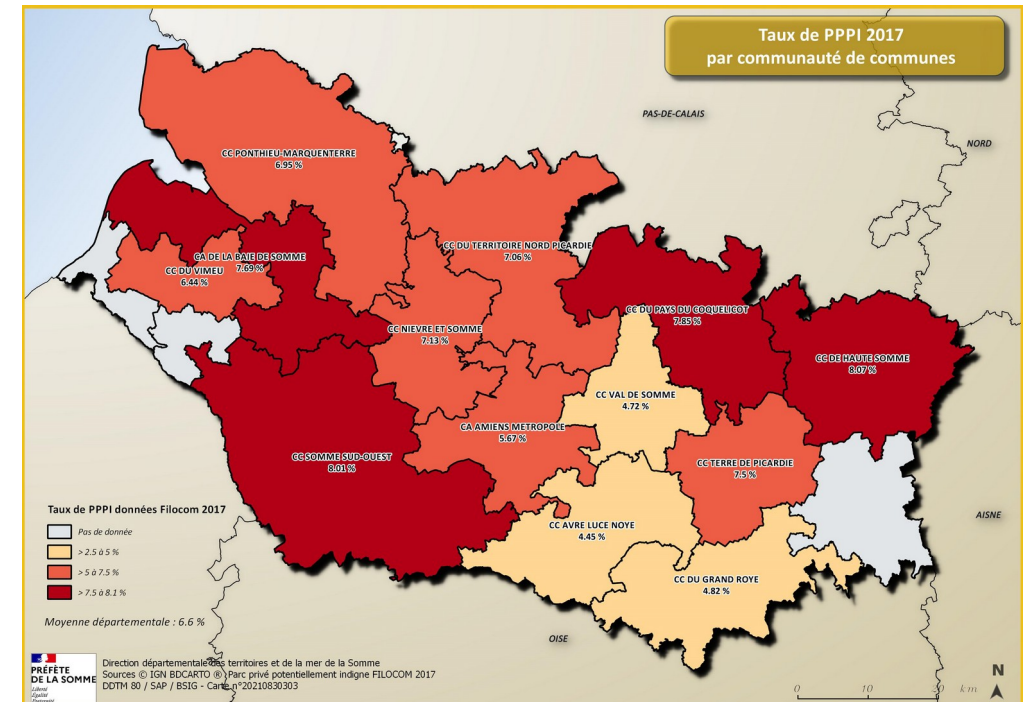 Taux de PPPI 2017
par communauté de communes
PAS-DE-CALAIS
NORD
CC PONTHIEU-MARQUENTERRE
6.95 %
CC DU TERRITOIRE NORD PICARDIE
7.06 %
CA DE LA BAIE DE SOMME
7.69 %
CC DU VIMEU
6.44 %
CC DU PAYS DU COQUELICOT
7.85 %
CC NIEVRE ET SOMME
7.13 %
CC DE HAUTE SOMME
8.07 %
CC VAL DE SOMME
4.72 %
CA AMIENS METROPOLE
5.67 %
CC SOMME SUD-OUEST
8.01 %
CC TERRE DE PICARDIE
7.5 %
CC AVRE LUCE NOYE
4.45 %
CC DU GRAND ROYE
4.82 %
AISNE
OISE
Taux de PPPI données Filocom 2017
Pas de donnée
> 2.5 à 5 %
> 5 à 7.5 %
> 7.5 à 8.1 %
Moyenne départementale : 6.6 %
PRÉFÈTE
DE LA SOMME
Liberté
Égalité
Fraternité
Direction départementale des territoires et de la mer de la Somme
Sources © IGN BDCARTO ® Parc privé potentiellement indigne FILOCOM 2017
DDTM 80 / SAP / BSIG - Carte n°20210830303
0 10 20 km
N